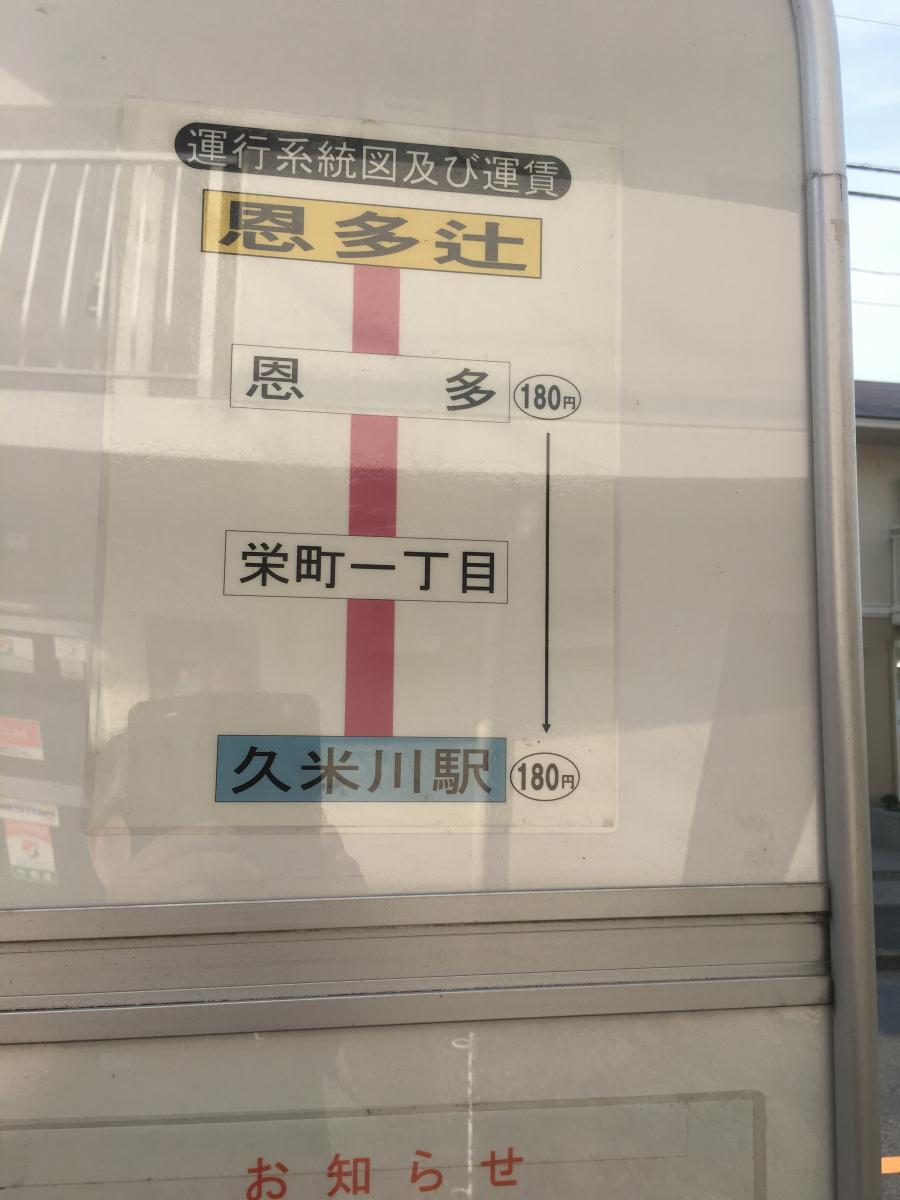 運行系統図及び運賃
恩多辻
恩多 180円
栄町一丁目
久米川駅 180円
お知らせ